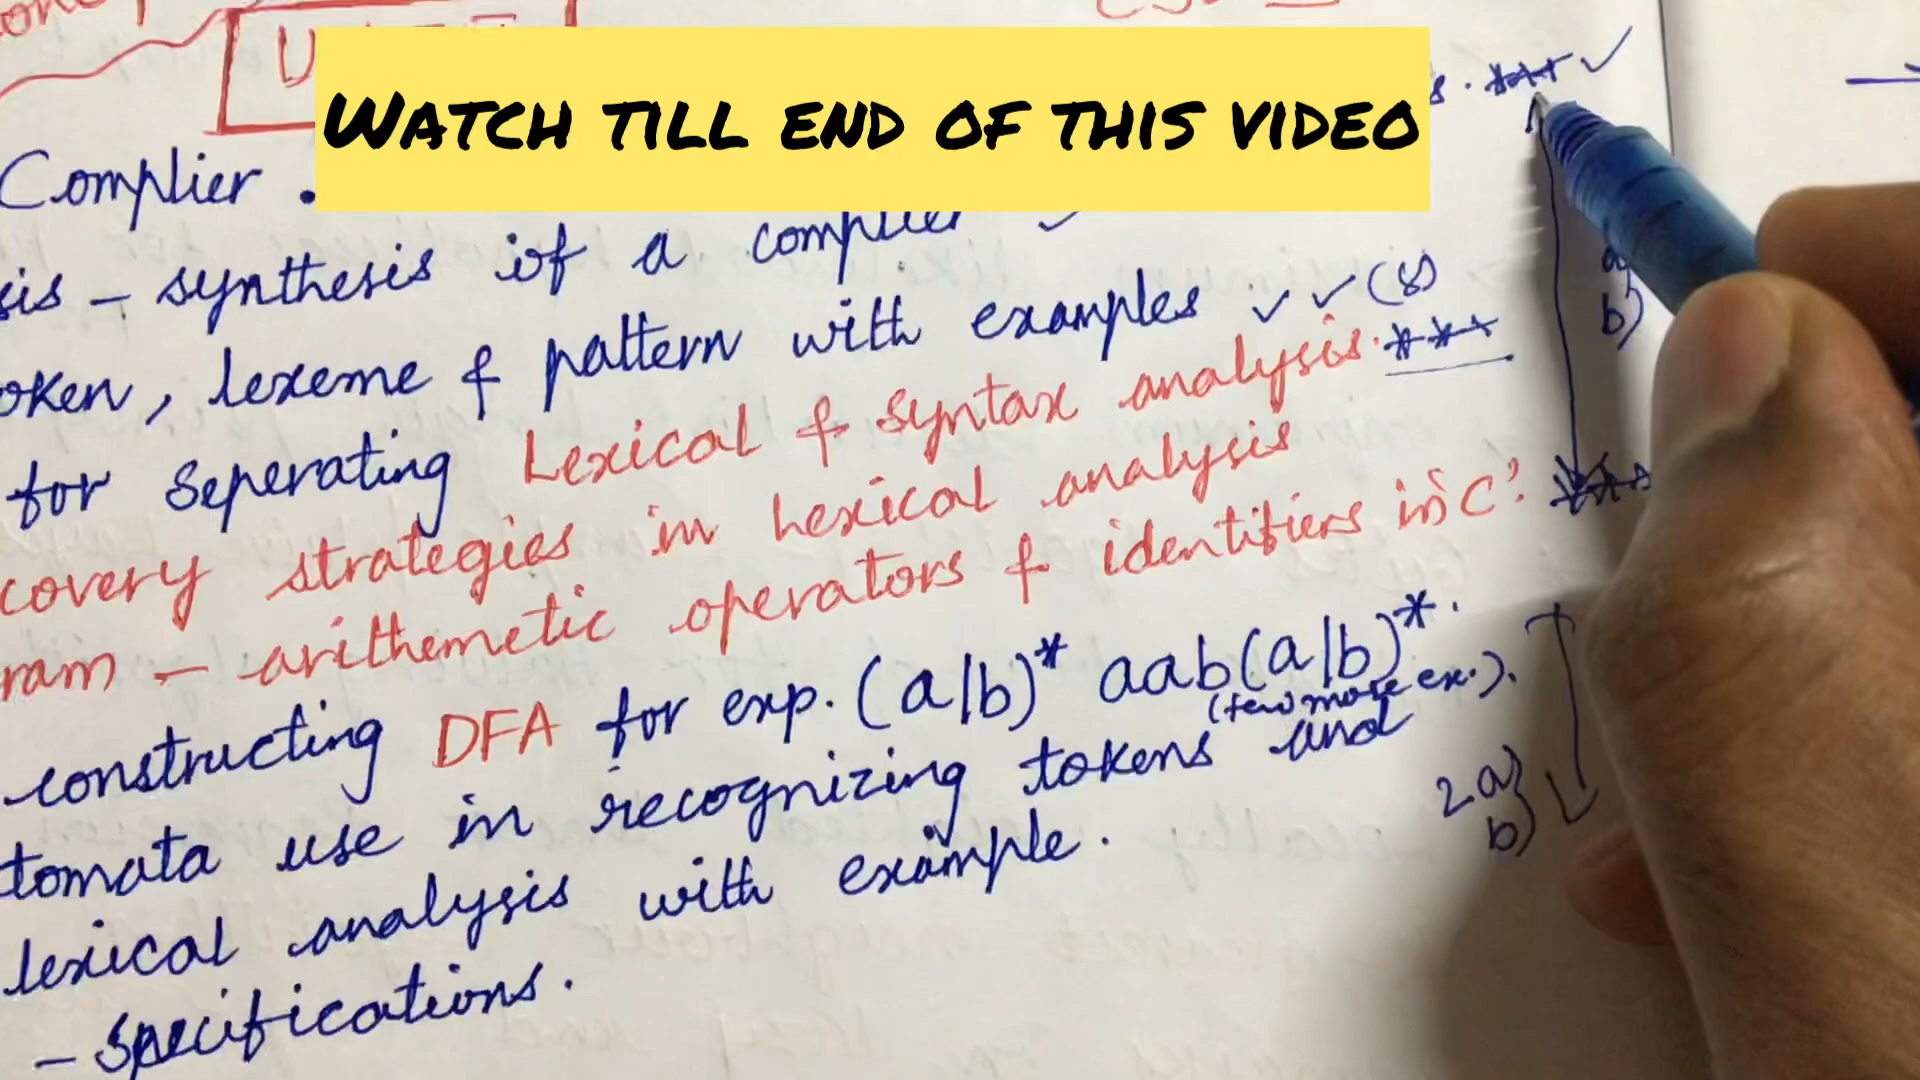 WATCH TILL END OF THIS VIDEO
Complier .
sis - synthesis of a compiler ✓
oken, lexeme & pattern with examples ✓ ✓ (8)
for seperating Lexical & syntax analysis. ***
covery strategies in Lexical analysis
ram - arithemetic operators & identifiers in 'C'. ***
constructing DFA for exp. (a|b)* aab(a|b)*.
(few more ex.).
tomata use in recognizing tokens and
lexical analysis with example.
- specifications.
s. *** ✓
a)
b)
2 a)
b)